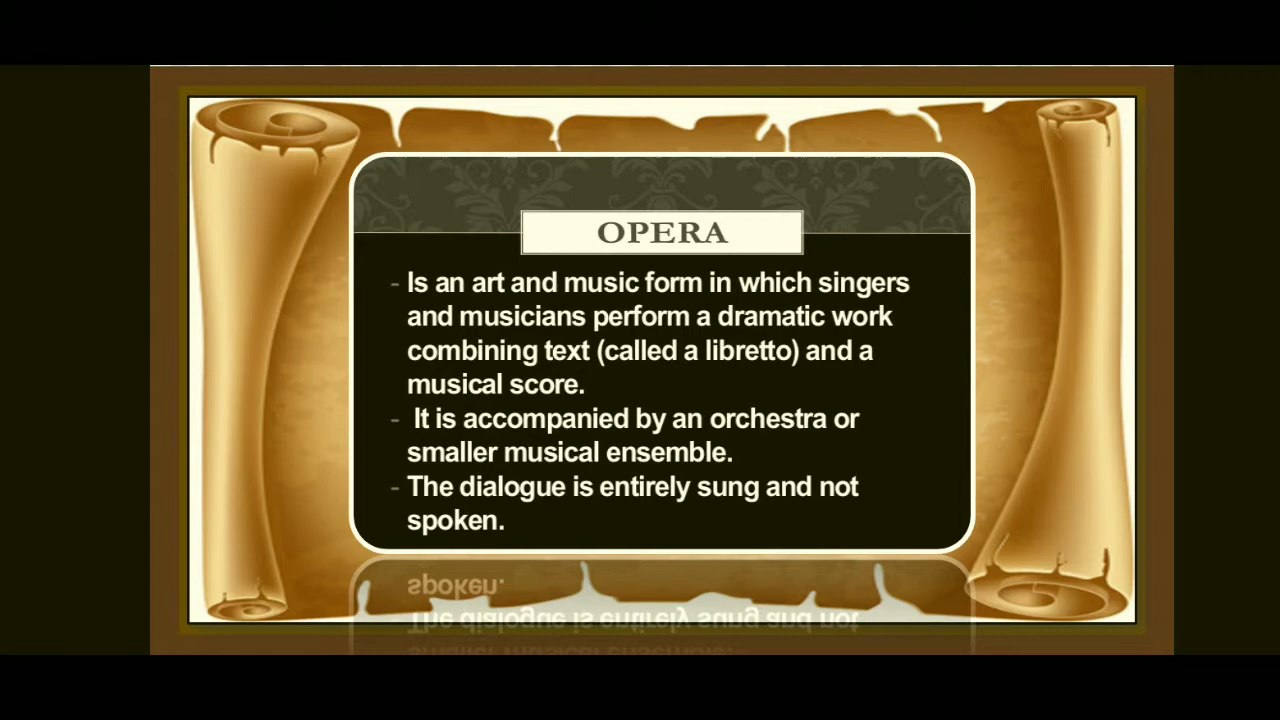 OPERA
- Is an art and music form in which singers
and musicians perform a dramatic work
combining text (called a libretto) and a
musical score.
- It is accompanied by an orchestra or
smaller musical ensemble.
- The dialogue is entirely sung and not
spoken.